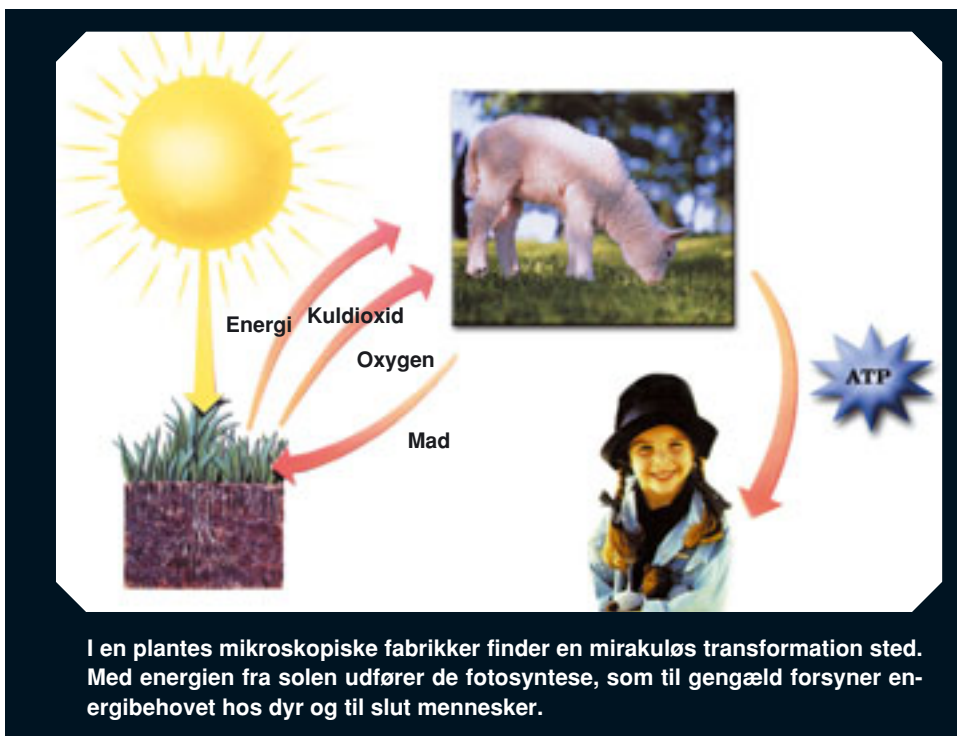 Energi
Kuldioxid
Oxygen
Mad
ATP
I en plantes mikroskopiske fabrikker finder en mirakuløs transformation sted.
Med energien fra solen udfører de fotosyntese, som til gengæld forsyner en-
ergibehovet hos dyr og til slut mennesker.